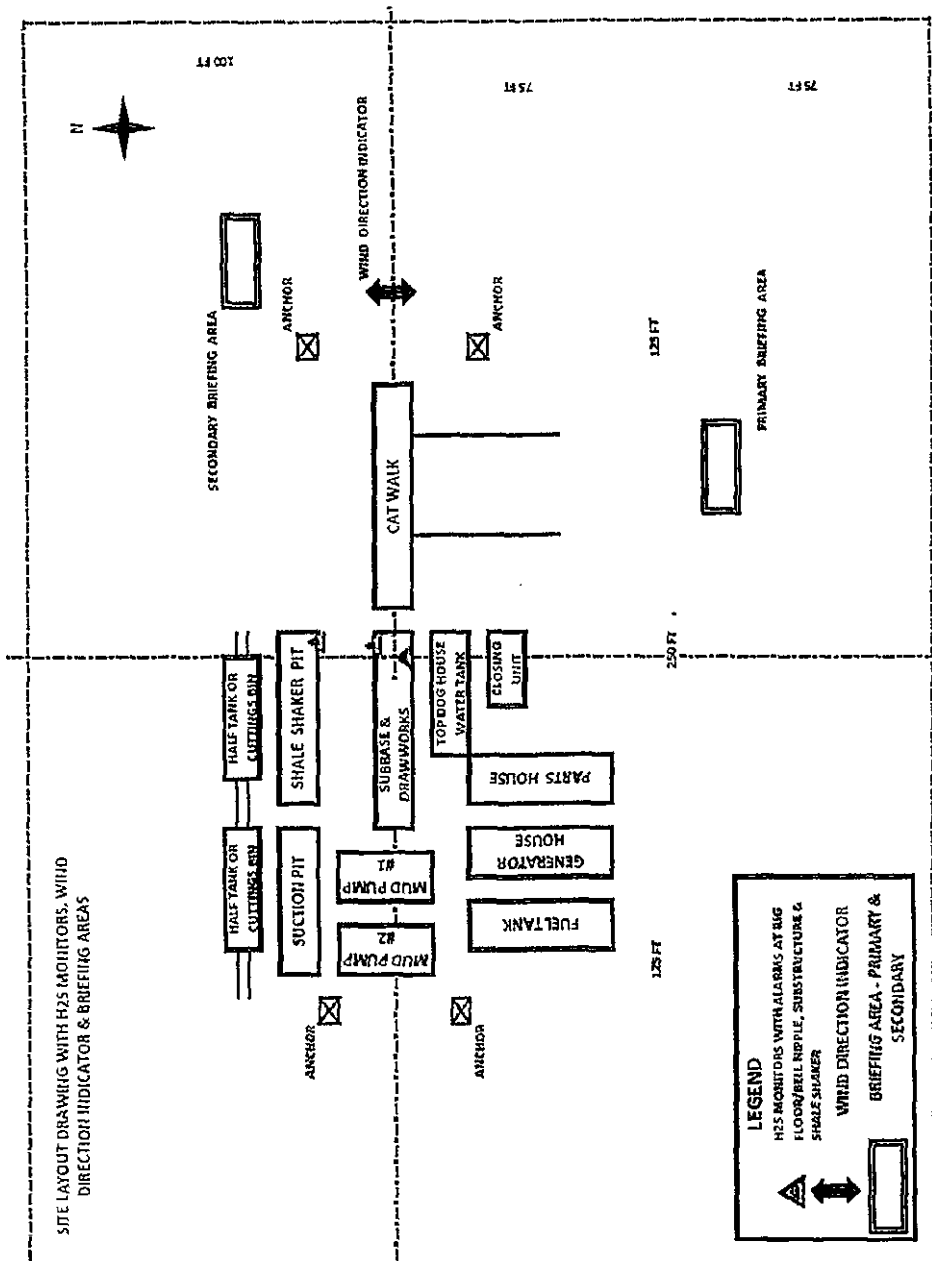 SITE LAYOUT DRAWING WITH H2S MONITORS, WIND
DIRECTION INDICATOR & BRIEFING AREAS
N
100 FT
SECONDARY BRIEFING AREA
ANCHOR
WIND DIRECTION INDICATOR
ANCHOR
75 FT
75 FT
125 FT
PRIMARY BRIEFING AREA
CAT WALK
HALF TANK OR
CUTTINGS BIN
HALF TANK OR
CUTTINGS BIN
SHALE SHAKER PIT
SUCTION PIT
SUBBASE &
DRAWWORKS
TOP DOG HOUSE
WATER TANK
CLOSING
UNIT
250 FT
PARTS HOUSE
GENERATOR
HOUSE
FUEL TANK
MUD PUMP
#1
MUD PUMP
#2
ANCHOR
ANCHOR
125 FT
LEGEND
H2S MONITORS WITH ALARMS AT RIG
FLOOR/BELL NIPPLE, SUBSTRUCTURE &
SHALE SHAKER
WIND DIRECTION INDICATOR
BRIEFING AREA - PRIMARY &
SECONDARY